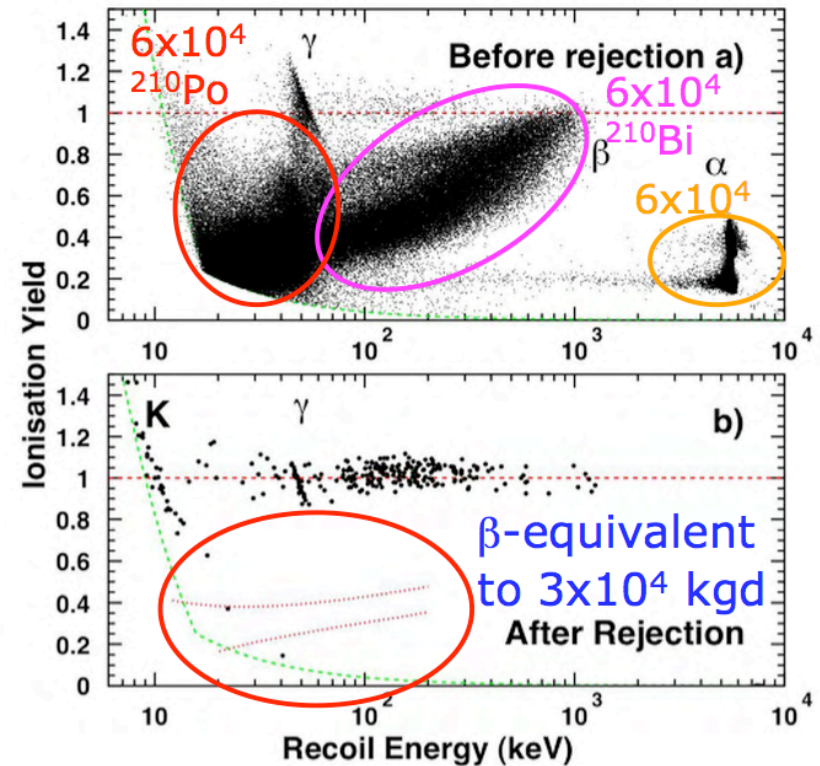 6x10⁴
²¹⁰Po
γ
Before rejection a)
6x10⁴
²¹⁰Bi
β
α
6x10⁴
1.4
1.2
1
0.8
0.6
0.4
0.2
0
10
10²
10³
10⁴
Ionisation Yield
K
γ
b)
β-equivalent
to 3x10⁴ kgd
After Rejection
1.4
1.2
1
0.8
0.6
0.4
0.2
0
10
10²
10³
10⁴
Recoil Energy (keV)